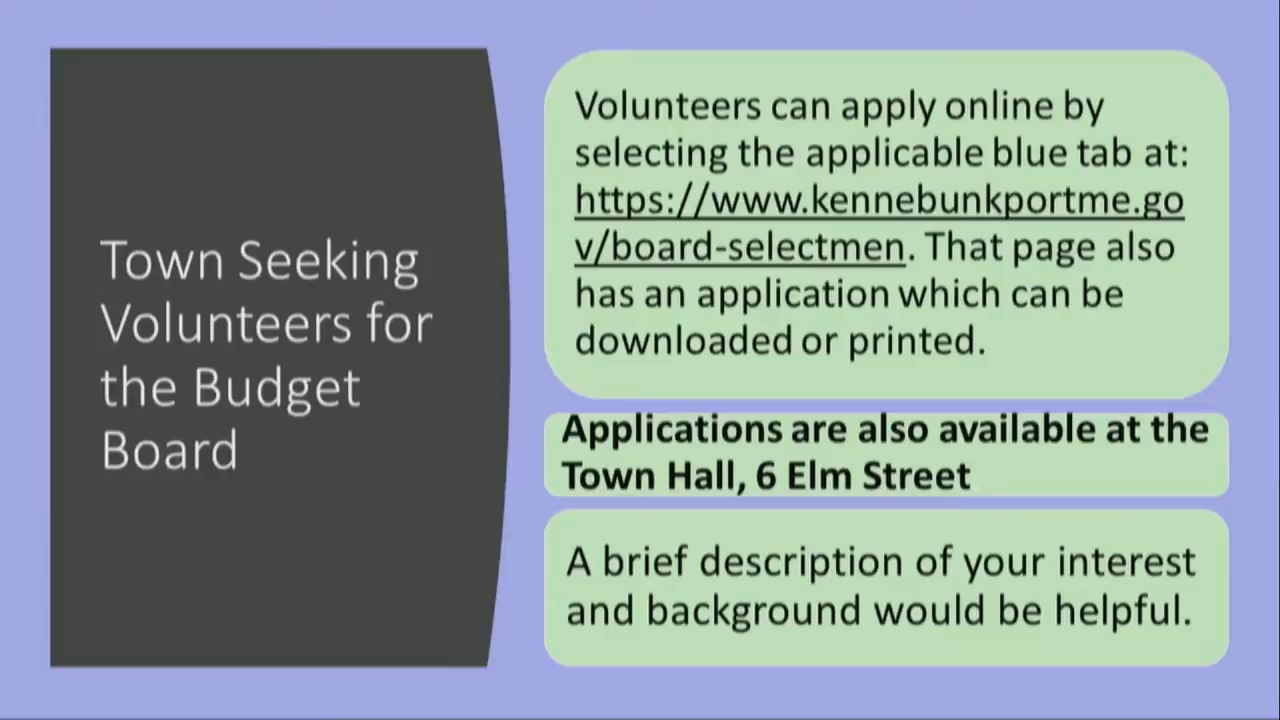 Town Seeking
Volunteers for
the Budget
Board
Volunteers can apply online by
selecting the applicable blue tab at:
https://www.kennebunkportme.go
v/board-selectmen. That page also
has an application which can be
downloaded or printed.
Applications are also available at the
Town Hall, 6 Elm Street
A brief description of your interest
and background would be helpful.